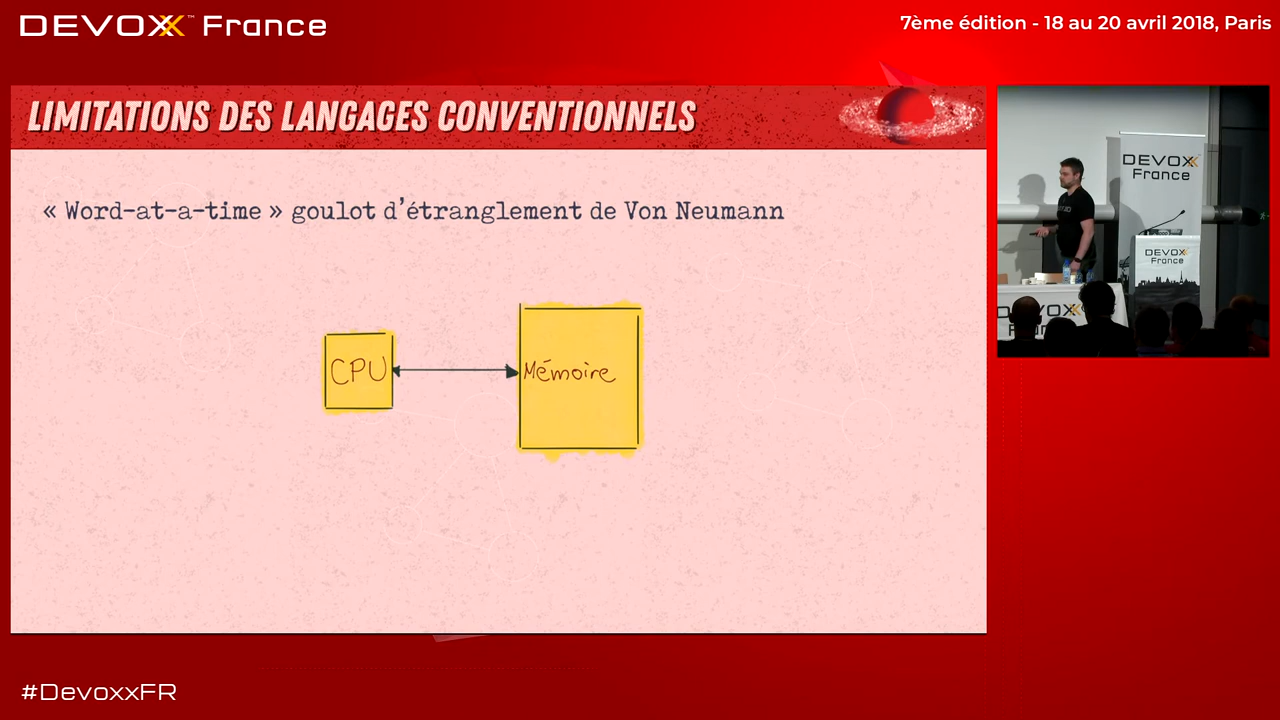 DEVOXX™ France
7ème édition - 18 au 20 avril 2018, Paris
LIMITATIONS DES LANGAGES CONVENTIONNELS
« Word-at-a-time » goulot d'étranglement de Von Neumann
CPU
Mémoire
DEVOXX
France
DEVOXX
France
DEVOXX
#DevoxxFR